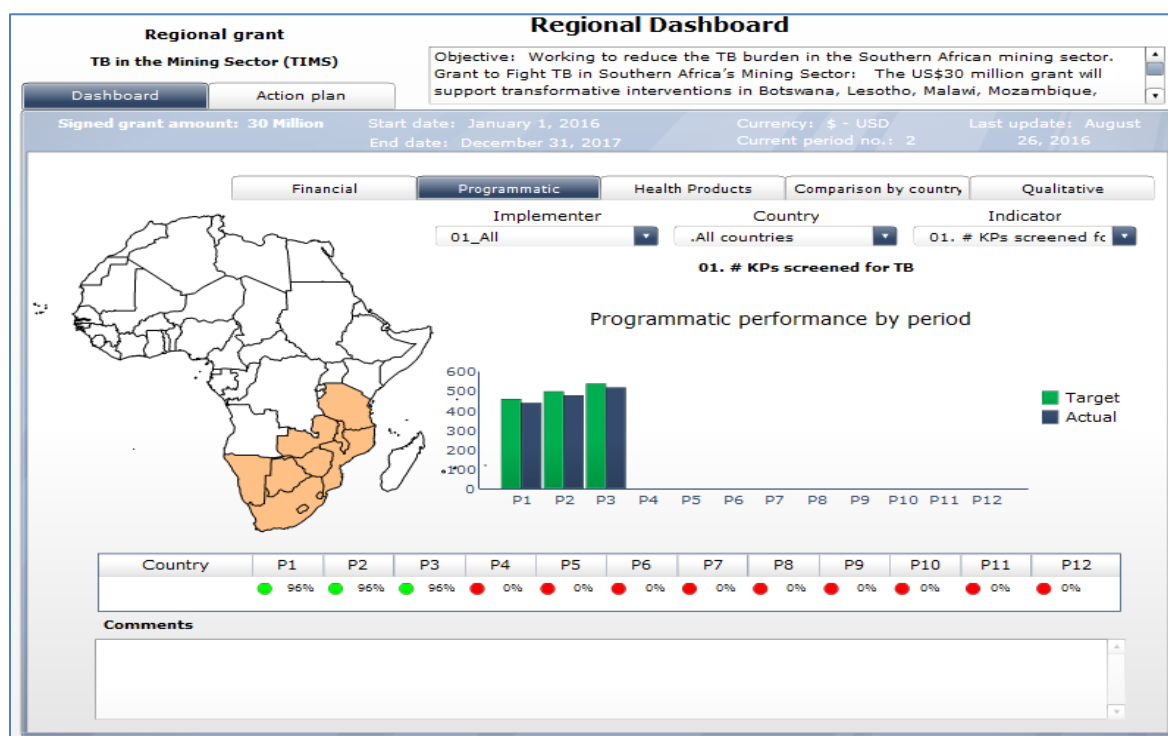 Regional grant
TB in the Mining Sector (TIMS)
Regional Dashboard
Objective: Working to reduce the TB burden in the Southern African mining sector.
Grant to Fight TB in Southern Africa's Mining Sector: The US$30 million grant will
support transformative interventions in Botswana, Lesotho, Malawi, Mozambique,
Dashboard Action plan
Signed grant amount: 30 Million Start date: January 1, 2016 Currency: $ - USD Last update: August
End date: December 31, 2017 Current period no.: 2 26, 2016
Financial Programmatic Health Products Comparison by country Qualitative
Implementer Country Indicator
01_All .All countries 01. # KPs screened fc
01. # KPs screened for TB
Programmatic performance by period
600
500
400
300
200
100
0
P1 P2 P3 P4 P5 P6 P7 P8 P9 P10 P11 P12
Target
Actual
Country P1 P2 P3 P4 P5 P6 P7 P8 P9 P10 P11 P12
96% 96% 96% 0% 0% 0% 0% 0% 0% 0% 0% 0%
Comments